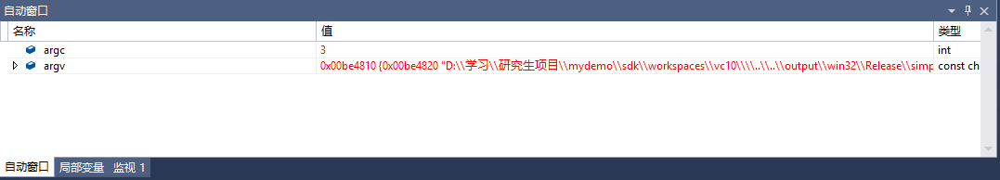 自动窗口
名称 值 类型
argc 3 int
argv 0x00be4810 {0x00be4820 "D:\\学习\\研究生项目\\mydemo\\sdk\\workspaces\\vc10\\\\..\\..\\output\\win32\\Release\\simp const ch
自动窗口 局部变量 监视 1